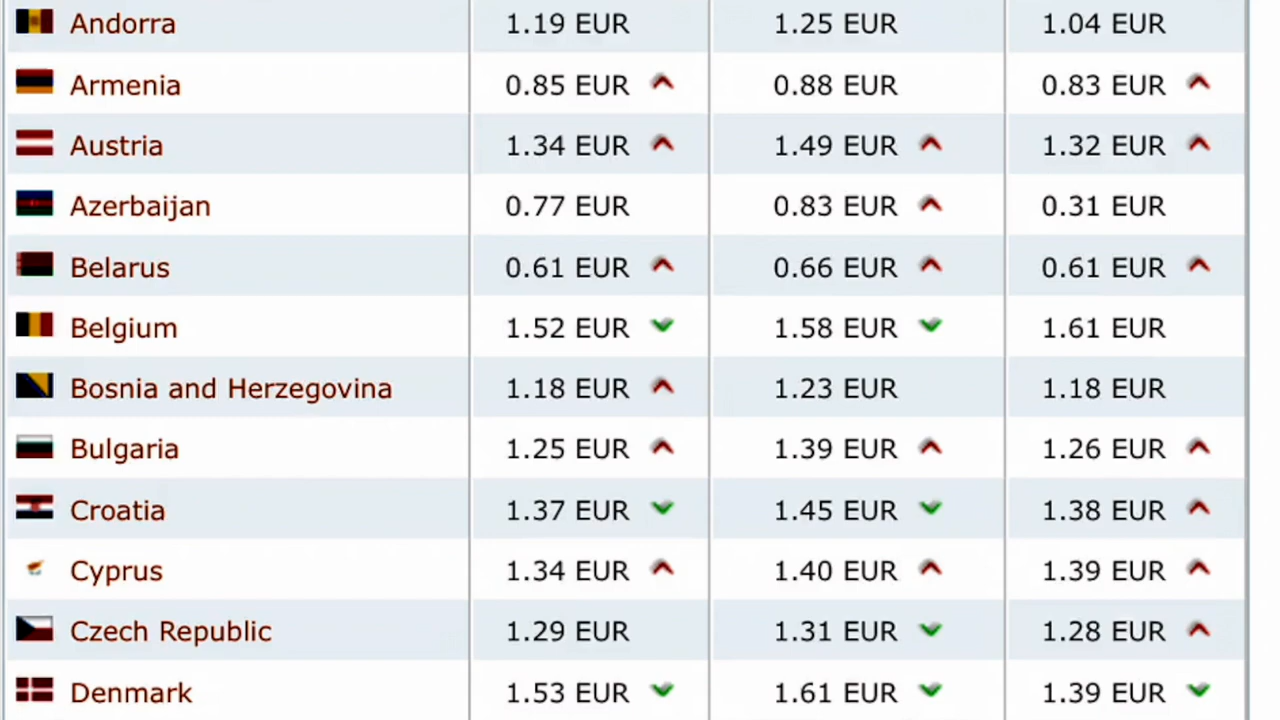 Andorra 1.19 EUR 1.25 EUR 1.04 EUR
Armenia 0.85 EUR 0.88 EUR 0.83 EUR
Austria 1.34 EUR 1.49 EUR 1.32 EUR
Azerbaijan 0.77 EUR 0.83 EUR 0.31 EUR
Belarus 0.61 EUR 0.66 EUR 0.61 EUR
Belgium 1.52 EUR 1.58 EUR 1.61 EUR
Bosnia and Herzegovina 1.18 EUR 1.23 EUR 1.18 EUR
Bulgaria 1.25 EUR 1.39 EUR 1.26 EUR
Croatia 1.37 EUR 1.45 EUR 1.38 EUR
Cyprus 1.34 EUR 1.40 EUR 1.39 EUR
Czech Republic 1.29 EUR 1.31 EUR 1.28 EUR
Denmark 1.53 EUR 1.61 EUR 1.39 EUR